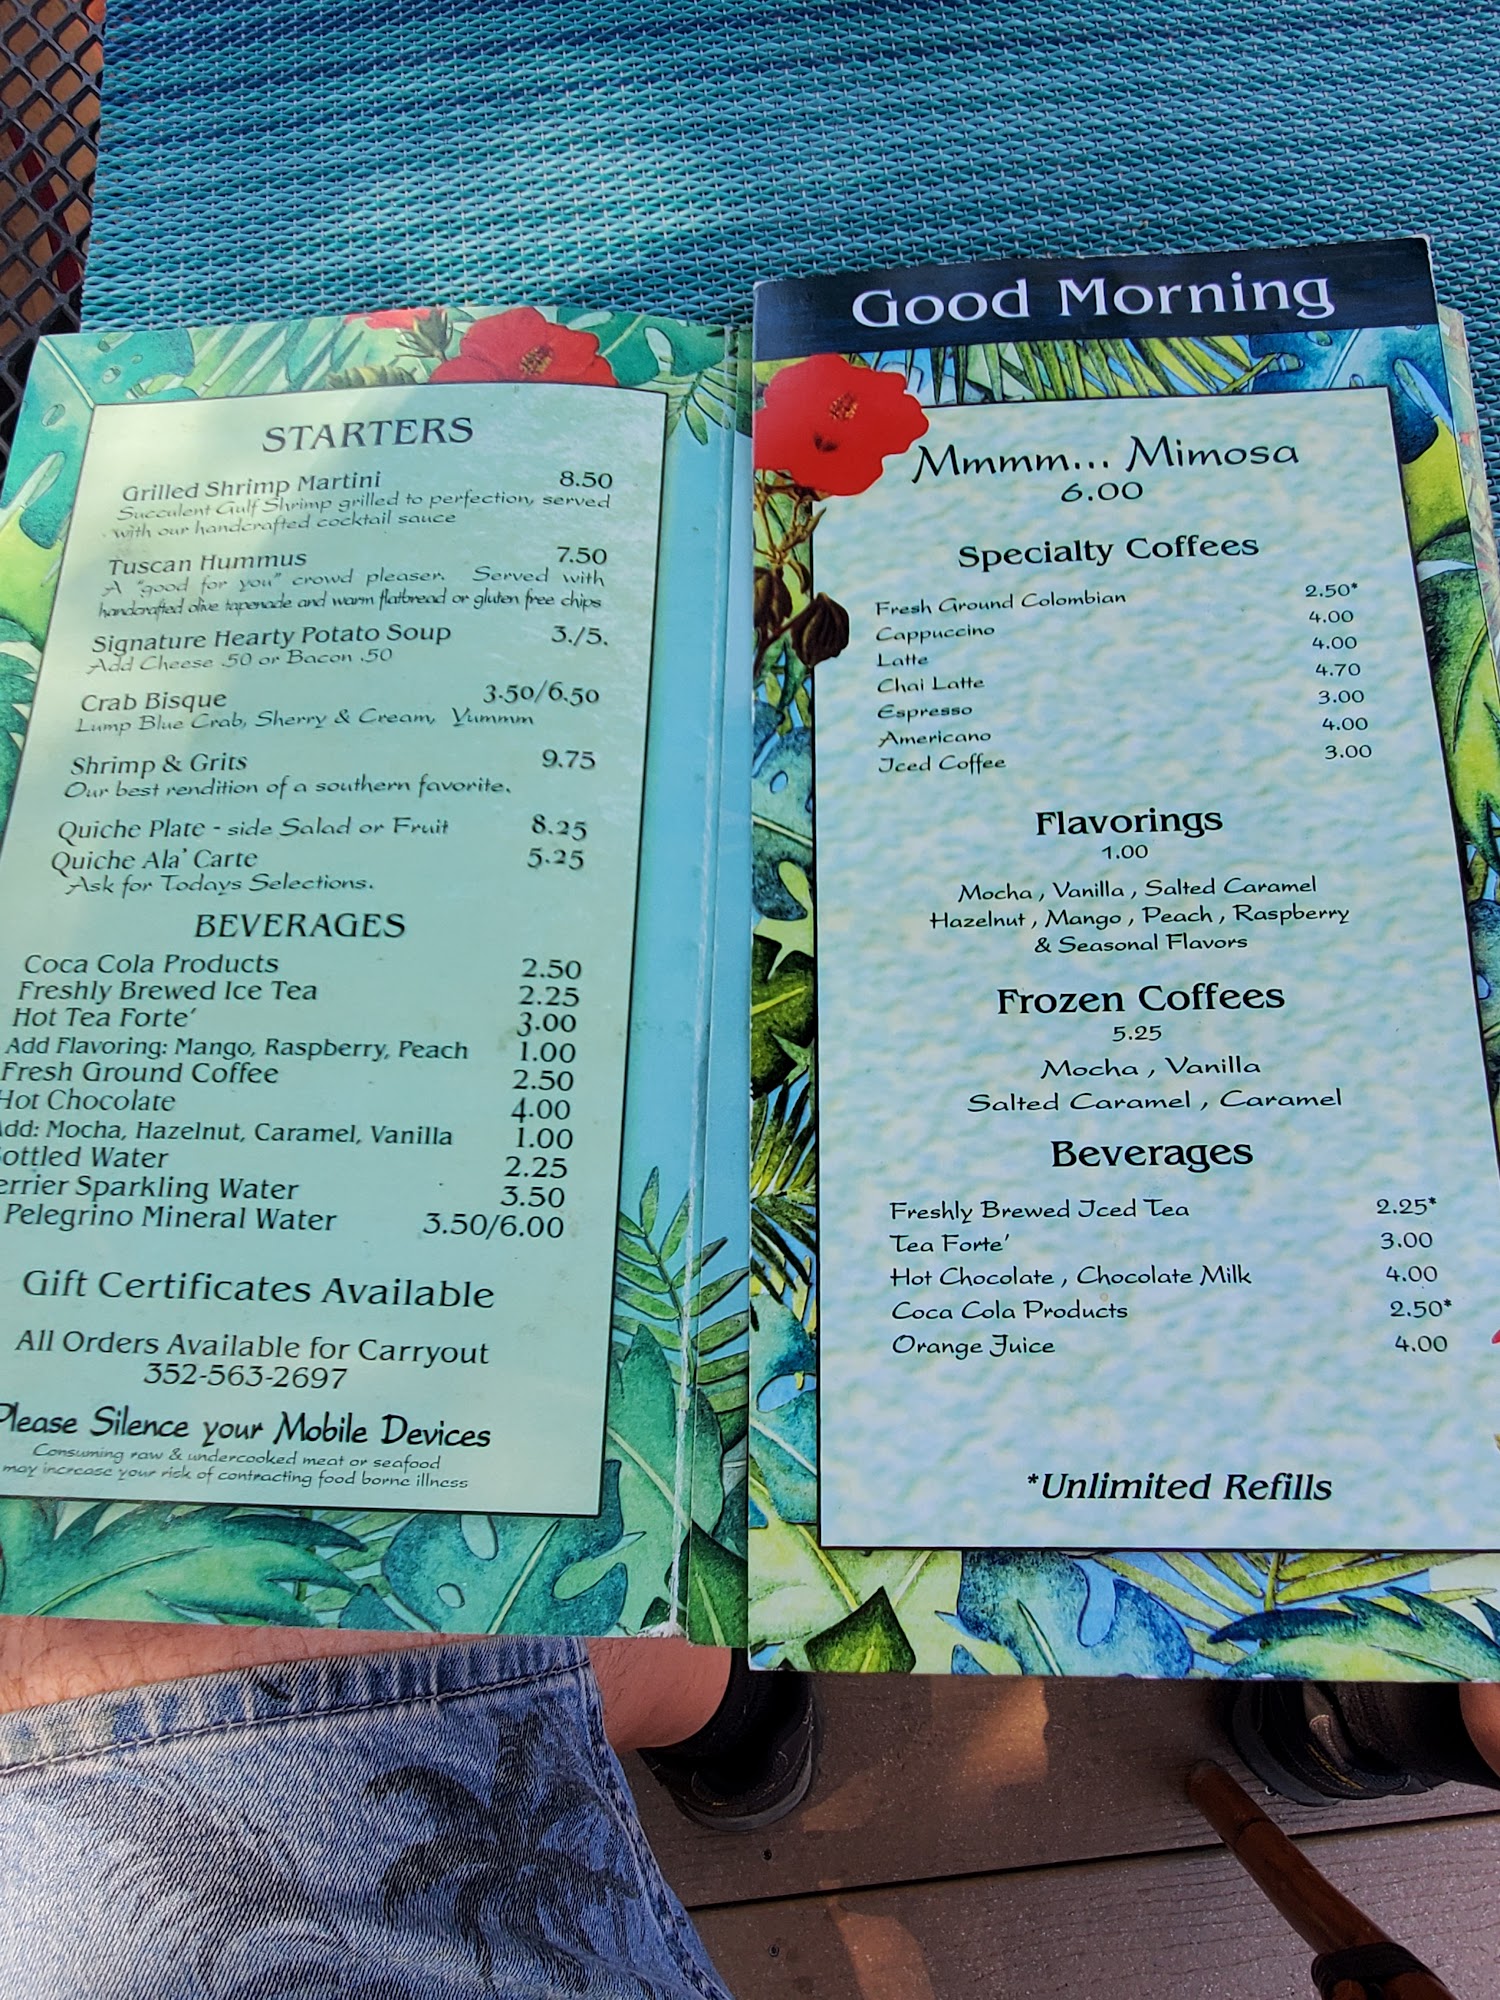 STARTERS
Grilled Shrimp Martini 8.50
Succulent Gulf Shrimp grilled to perfection, served
with our handcrafted cocktail sauce
Tuscan Hummus 7.50
A "good for you" crowd pleaser. Served with
handcrafted olive tapenade and warm flatbread or gluten free chips
Signature Hearty Potato Soup 3./5.
Add Cheese .50 or Bacon .50
Crab Bisque 3.50/6.50
Lump Blue Crab, Sherry & Cream, Yummm
Shrimp & Grits 9.75
Our best rendition of a southern favorite.
Quiche Plate - side Salad or Fruit 8.25
Quiche Ala' Carte 5.25
Ask for Todays Selections.
BEVERAGES
Coca Cola Products 2.50
Freshly Brewed Ice Tea 2.25
Hot Tea Forte' 3.00
Add Flavoring: Mango, Raspberry, Peach 1.00
Fresh Ground Coffee 2.50
Hot Chocolate 4.00
Add: Mocha, Hazelnut, Caramel, Vanilla 1.00
ottled Water 2.25
errier Sparkling Water 3.50
Pelegrino Mineral Water 3.50/6.00
Gift Certificates Available
All Orders Available for Carryout
352-563-2697
Please Silence your Mobile Devices
Consuming raw & undercooked meat or seafood
may increase your risk of contracting food borne illness
Good Morning
Mmmm... Mimosa
6.00
Specialty Coffees
Fresh Ground Colombian 2.50*
Cappuccino 4.00
Latte 4.00
Chai Latte 4.70
Espresso 3.00
Americano 4.00
Iced Coffee 3.00
Flavorings
1.00
Mocha , Vanilla , Salted Caramel
Hazelnut , Mango , Peach , Raspberry
& Seasonal Flavors
Frozen Coffees
5.25
Mocha , Vanilla
Salted Caramel , Caramel
Beverages
Freshly Brewed Iced Tea 2.25*
Tea Forte' 3.00
Hot Chocolate , Chocolate Milk 4.00
Coca Cola Products 2.50*
Orange Juice 4.00
*Unlimited Refills